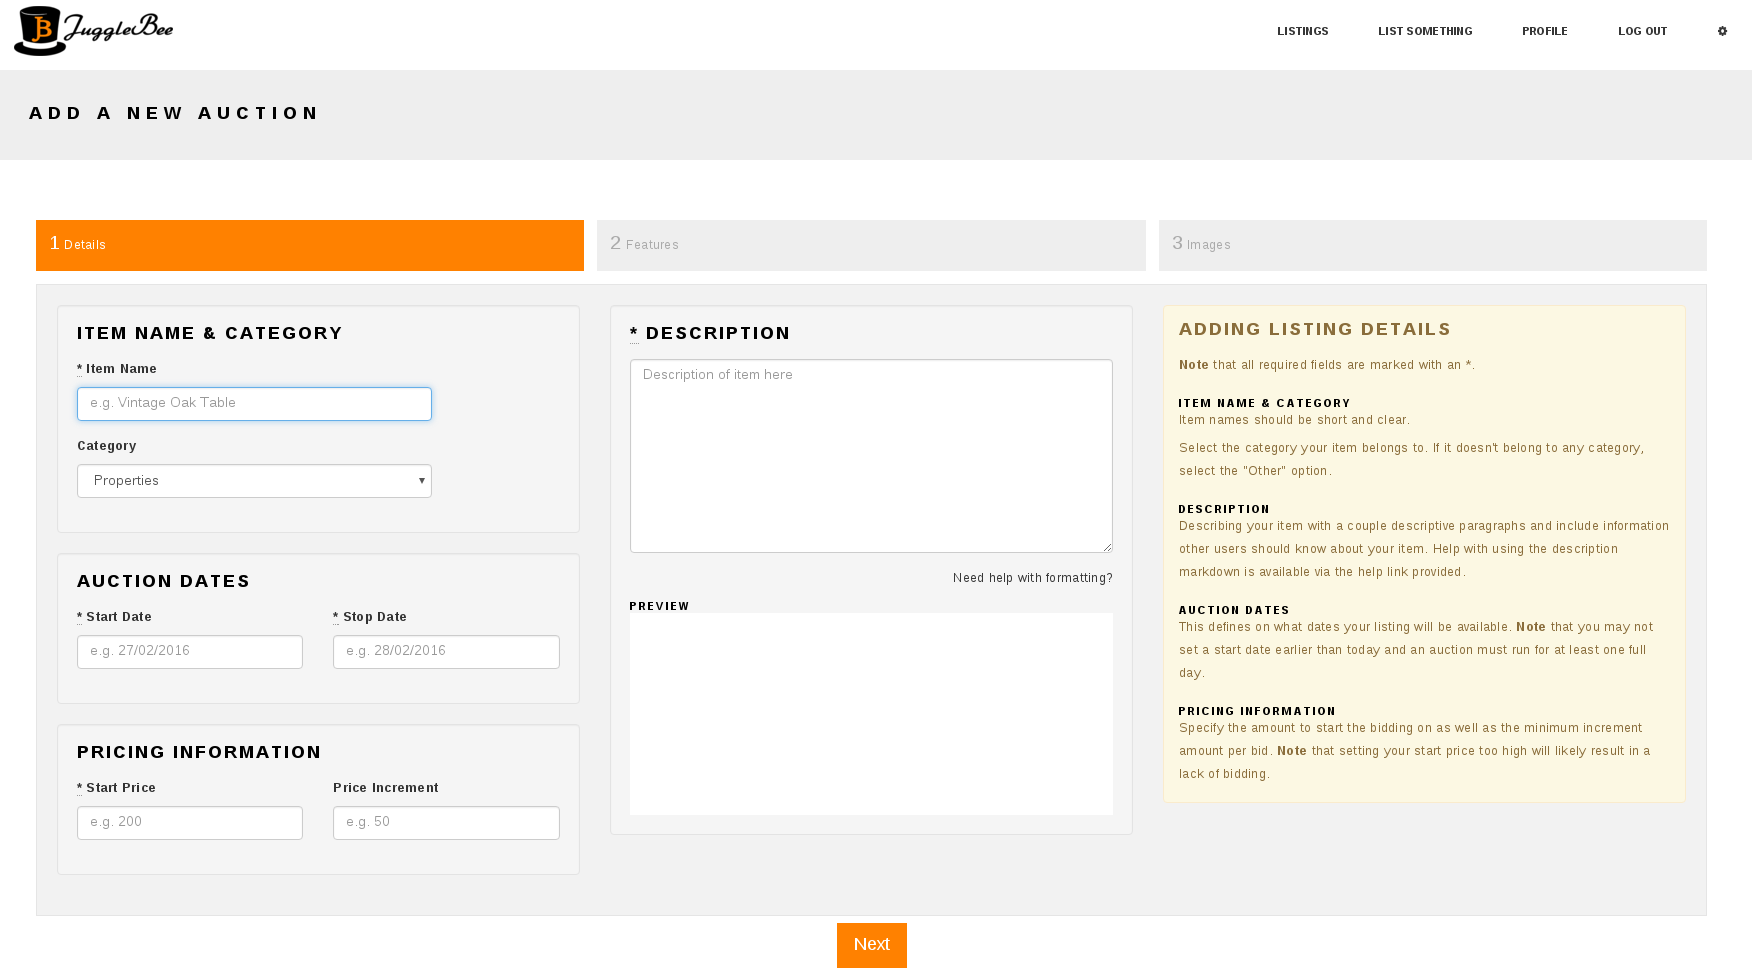 JB JuggleBee
LISTINGS LIST SOMETHING PROFILE LOG OUT
ADD A NEW AUCTION
1 Details
2 Features
3 Images
ITEM NAME & CATEGORY
* Item Name
e.g. Vintage Oak Table
Category
Properties
AUCTION DATES
* Start Date * Stop Date
e.g. 27/02/2016 e.g. 28/02/2016
PRICING INFORMATION
* Start Price Price Increment
e.g. 200 e.g. 50
* DESCRIPTION
Description of item here
Need help with formatting?
PREVIEW
ADDING LISTING DETAILS
Note that all required fields are marked with an *.
ITEM NAME & CATEGORY
Item names should be short and clear.
Select the category your item belongs to. If it doesn't belong to any category,
select the "Other" option.
DESCRIPTION
Describing your item with a couple descriptive paragraphs and include information
other users should know about your item. Help with using the description
markdown is available via the help link provided.
AUCTION DATES
This defines on what dates your listing will be available. Note that you may not
set a start date earlier than today and an auction must run for at least one full
day.
PRICING INFORMATION
Specify the amount to start the bidding on as well as the minimum increment
amount per bid. Note that setting your start price too high will likely result in a
lack of bidding.
Next